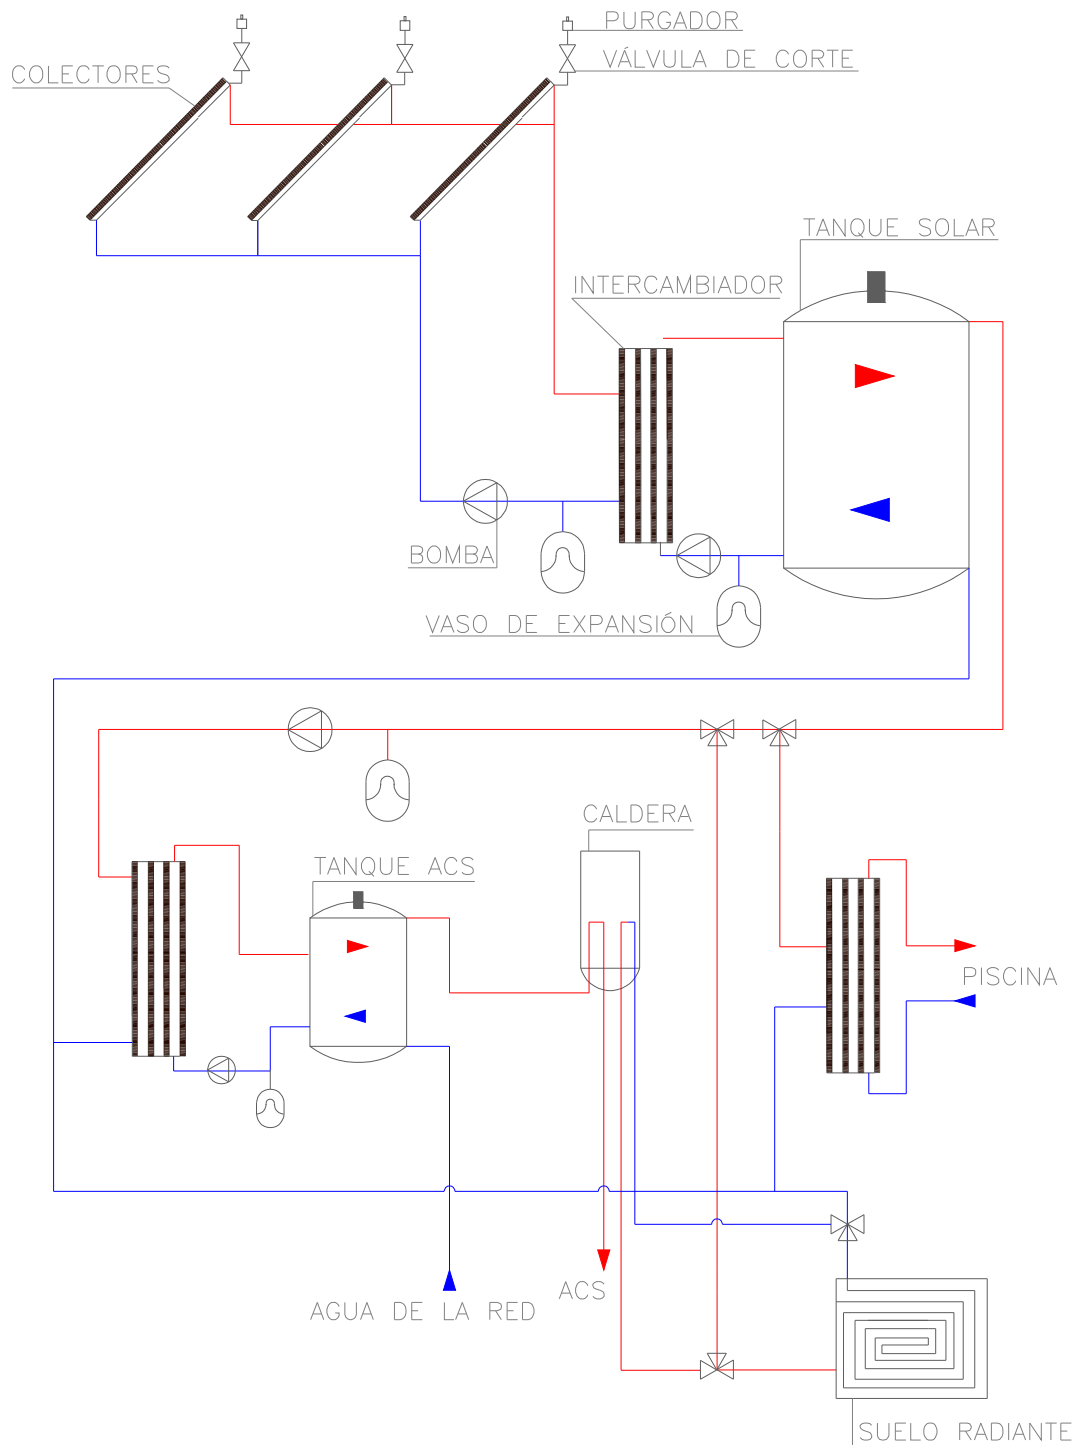 PURGADOR
VÁLVULA DE CORTE
COLECTORES
TANQUE SOLAR
INTERCAMBIADOR
BOMBA
VASO DE EXPANSIÓN
CALDERA
TANQUE ACS
PISCINA
ACS
AGUA DE LA RED
SUELO RADIANTE